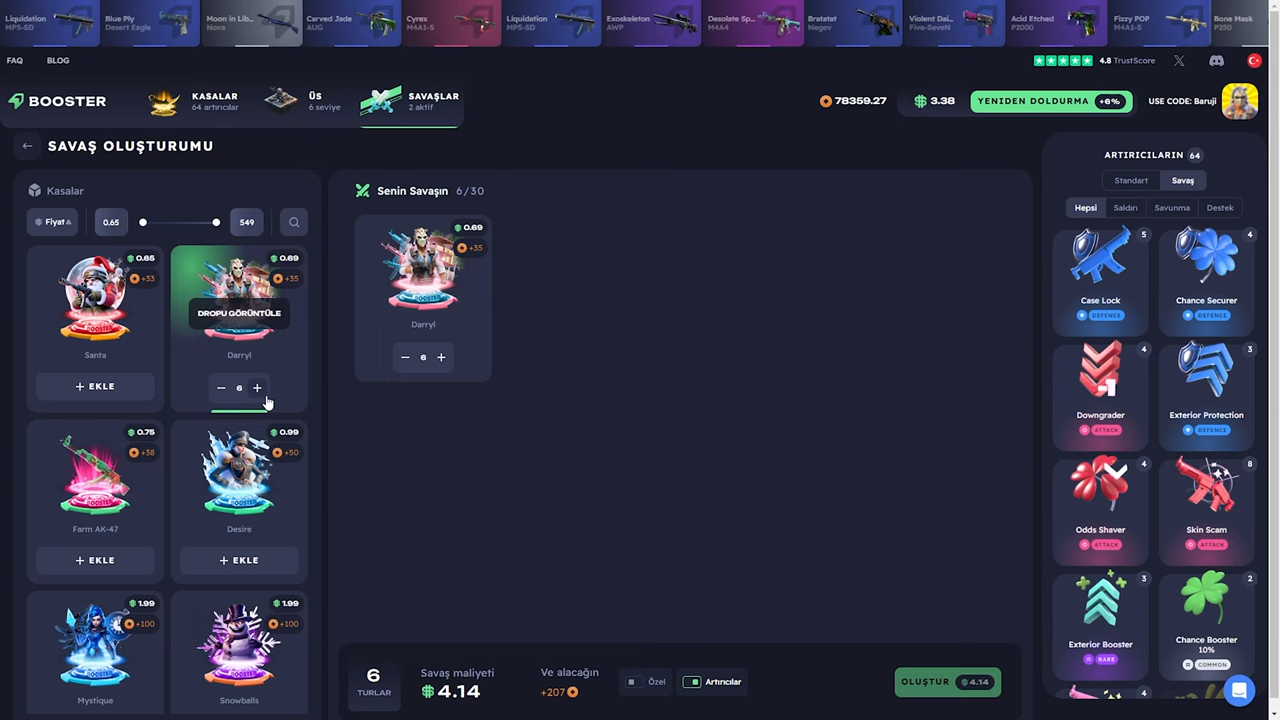 Liquidation
MP5-SD
Blue Ply
Desert Eagle
Moon in Lib...
Nova
Carved Jade
AUG
Cyrex
M4A1-S
Liquidation
MP5-SD
Exoskeleton
AWP
Desolate Sp...
M4A4
Bratatat
Negev
Violent Dai...
Five-SeveN
Acid Etched
P2000
Fizzy POP
M4A1-S
Bone Mask
P250
FAQ
BLOG
4.8 TrustScore
BOOSTER
KASALAR
64 artırıcılar
ÜS
6 seviye
SAVAŞLAR
2 aktif
78359.27
3.38
YENİDEN DOLDURMA +6%
USE CODE: Baruji
← SAVAŞ OLUŞTURUMU
Kasalar
Fiyat
0.65
549
0.65
+33
Santa
+ EKLE
0.69
+35
DROPU GÖRÜNTÜLE
Darryl
− 6 +
0.75
+38
Farm AK-47
+ EKLE
0.99
+50
Desire
+ EKLE
1.99
+100
Mystique
1.99
+100
Snowballs
Senin Savaşın 6/30
0.69
+35
Darryl
− 6 +
6
TURLAR
Savaş maliyeti
4.14
Ve alacağın
+207
Özel
Artırıcılar
OLUŞTUR 4.14
ARTIRICILARIN 64
Standart
Savaş
Hepsi
Saldırı
Savunma
Destek
5
Case Lock
DEFENCE
4
Chance Securer
DEFENCE
4
Downgrader
ATTACK
3
Exterior Protection
DEFENCE
4
Odds Shaver
ATTACK
8
Skin Scam
ATTACK
3
Exterior Booster
RARE
2
Chance Booster
10%
COMMON
4